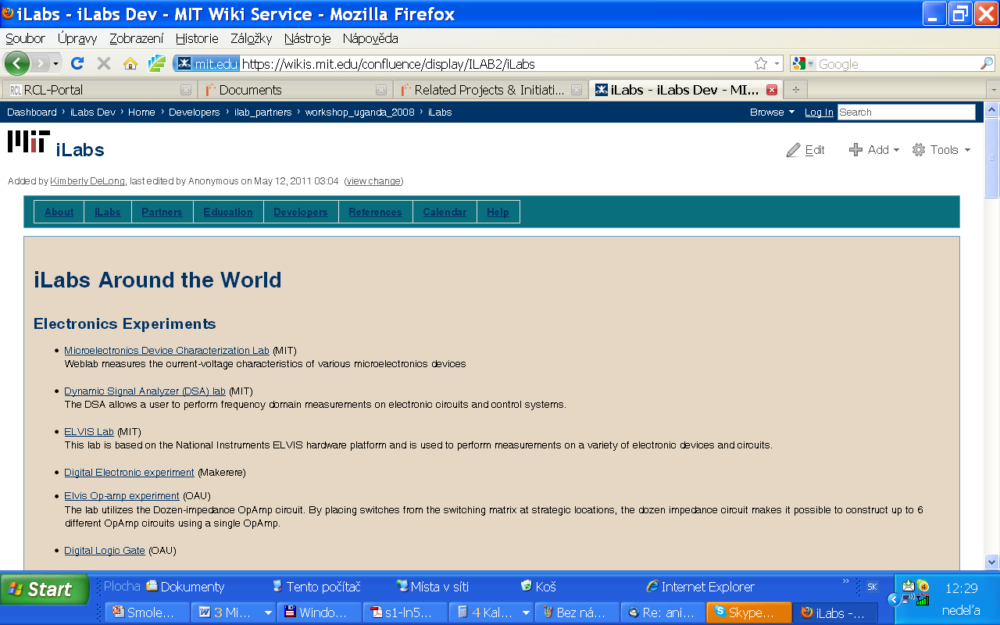 iLabs - iLabs Dev - MIT Wiki Service - Mozilla Firefox
Soubor Úpravy Zobrazení Historie Záložky Nástroje Nápověda
mit.edu https://wikis.mit.edu/confluence/display/ILAB2/iLabs Google
RCL RCL-Portal Documents Related Projects & Initiati... iLabs - iLabs Dev - MI...
Dashboard › iLabs Dev › Home › Developers › ilab_partners › workshop_uganda_2008 › iLabs Browse Log In Search
MIT iLabs Edit Add Tools
Added by Kimberly DeLong, last edited by Anonymous on May 12, 2011 03:04 (view change)
About iLabs Partners Education Developers References Calendar Help
iLabs Around the World
Electronics Experiments
• Microelectronics Device Characterization Lab (MIT)
Weblab measures the current-voltage characteristics of various microelectronics devices
• Dynamic Signal Analyzer (DSA) lab (MIT)
The DSA allows a user to perform frequency domain measurements on electronic circuits and control systems.
• ELVIS Lab (MIT)
This lab is based on the National Instruments ELVIS hardware platform and is used to perform measurements on a variety of electronic devices and circuits.
• Digital Electronic experiment (Makerere)
• Elvis Op-amp experiment (OAU)
The lab utilizes the Dozen-impedance OpAmp circuit. By placing switches from the switching matrix at strategic locations, the dozen impedance circuit makes it possible to construct up to 6
different OpAmp circuits using a single OpAmp.
• Digital Logic Gate (OAU)
Start Plocha Dokumenty Tento počítač Místa v síti Koš Internet Explorer » SK 12:29
Smole... 3 Mi... Windo... s1-ln5... 4 Kal... Bez ná... Re: ani... Skype... iLabs -... nedeľa